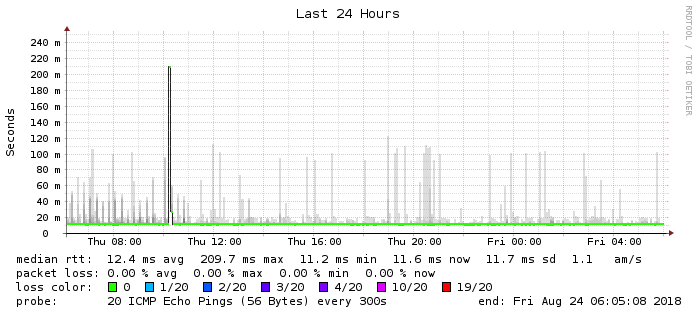 Last 24 Hours
RRDTOOL / TOBI OETIKER
Seconds
240 m
220 m
200 m
180 m
160 m
140 m
120 m
100 m
80 m
60 m
40 m
20 m
0
Thu 08:00 Thu 12:00 Thu 16:00 Thu 20:00 Fri 00:00 Fri 04:00
median rtt: 12.4 ms avg 209.7 ms max 11.2 ms min 11.6 ms now 11.7 ms sd 1.1 am/s
packet loss: 0.00 % avg 0.00 % max 0.00 % min 0.00 % now
loss color: 0 1/20 2/20 3/20 4/20 10/20 19/20
probe: 20 ICMP Echo Pings (56 Bytes) every 300s end: Fri Aug 24 06:05:08 2018